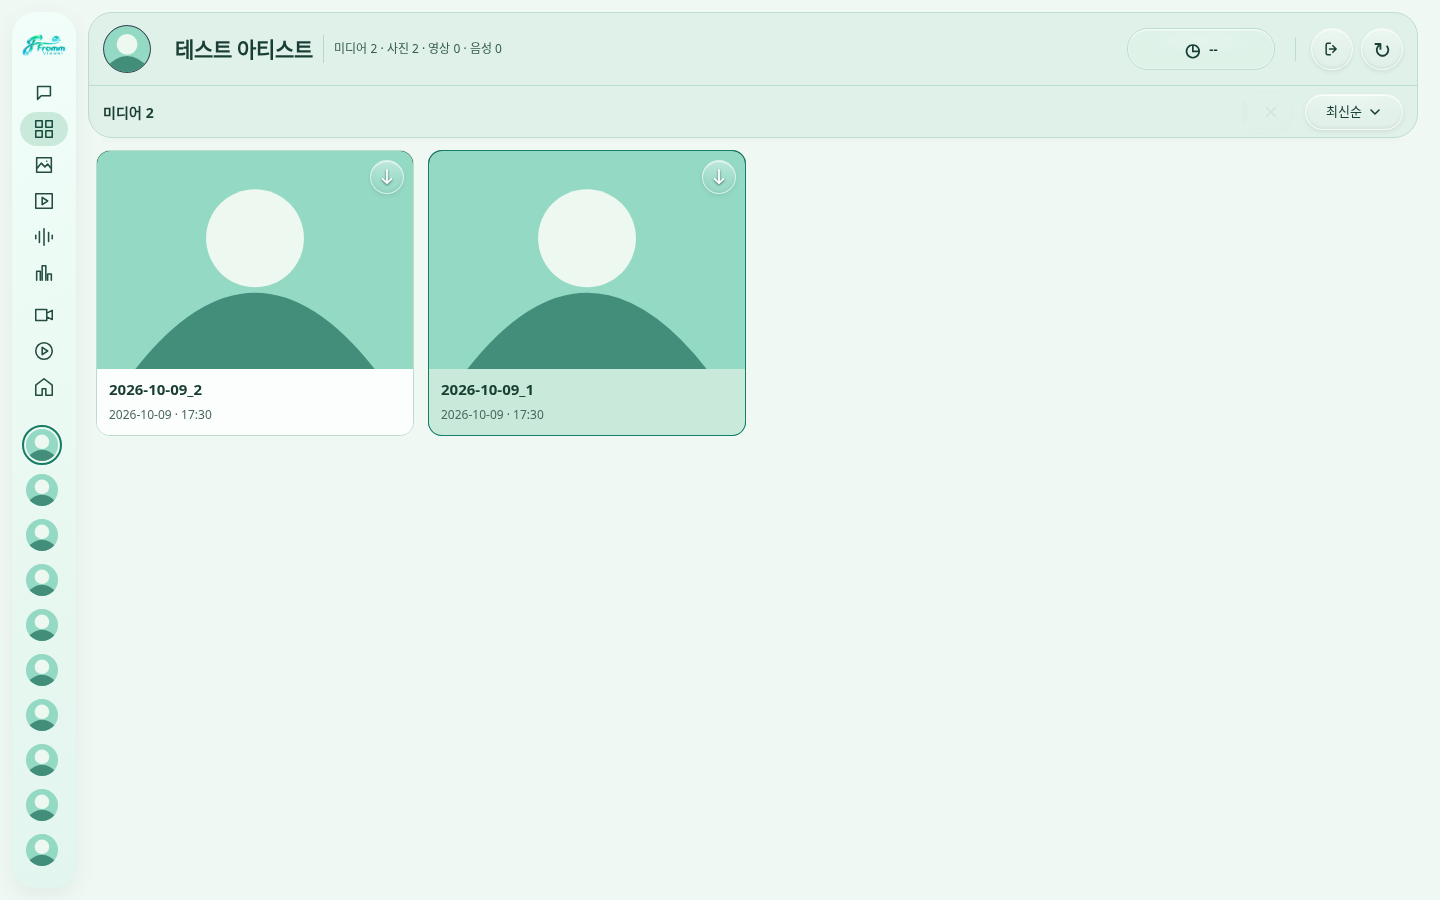 Fromm
Viewer
테스트 아티스트
미디어 2 · 사진 2 · 영상 0 · 음성 0
--
미디어 2
최신순
2026-10-09_2
2026-10-09 · 17:30
2026-10-09_1
2026-10-09 · 17:30